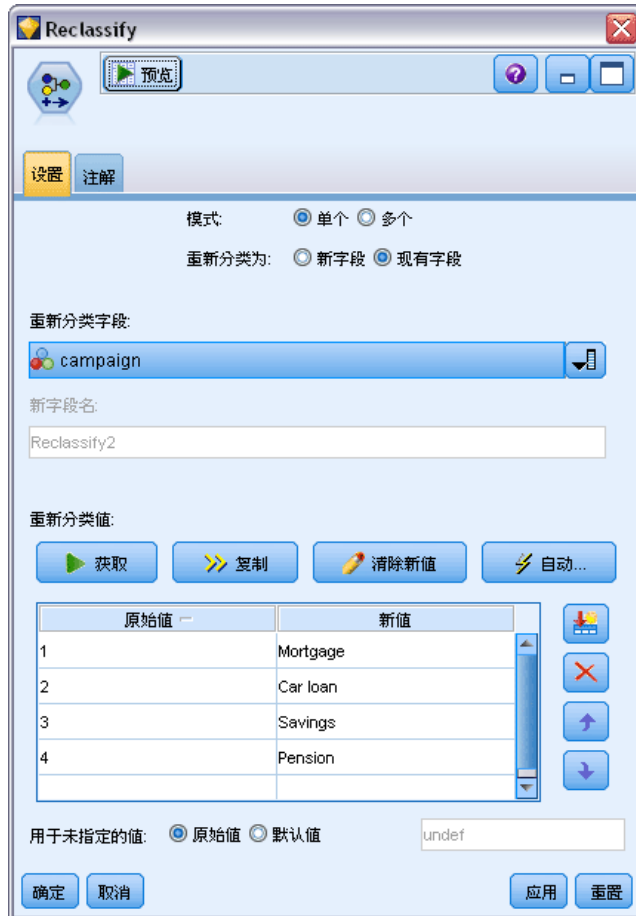 Reclassify
预览
设置 注解
模式: 单个 多个
重新分类为: 新字段 现有字段
重新分类字段:
campaign
新字段名:
Reclassify2
重新分类值:
获取 复制 清除新值 自动...
原始值 新值
1 Mortgage
2 Car loan
3 Savings
4 Pension
用于未指定的值: 原始值 默认值 undef
确定 取消 应用 重置